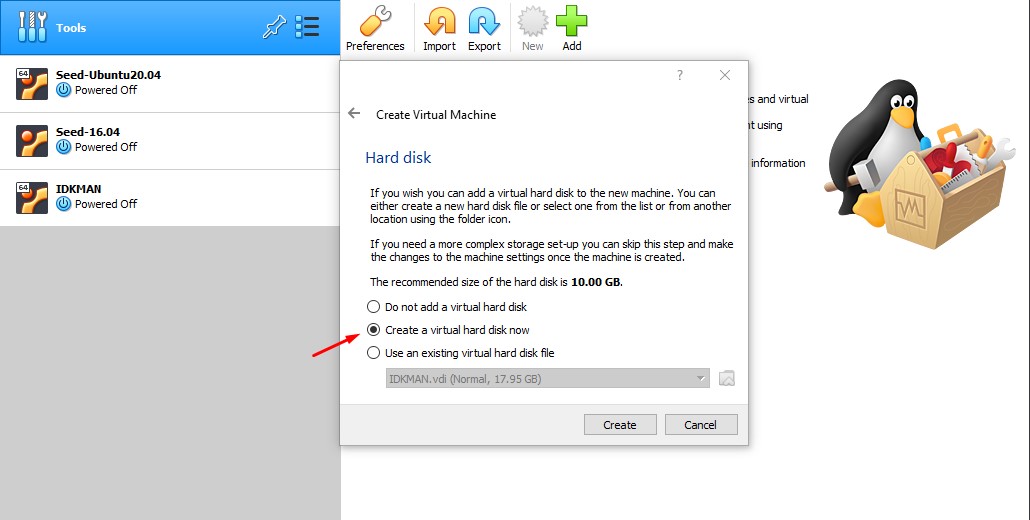 Tools
Preferences
Import
Export
New
Add
64
Seed-Ubuntu20.04
Powered Off
Seed-16.04
Powered Off
64
IDKMAN
Powered Off
es and virtual
t using
information
?
Create Virtual Machine
Hard disk
If you wish you can add a virtual hard disk to the new machine. You can
either create a new hard disk file or select one from the list or from another
location using the folder icon.
If you need a more complex storage set-up you can skip this step and make
the changes to the machine settings once the machine is created.
The recommended size of the hard disk is 10.00 GB.
Do not add a virtual hard disk
Create a virtual hard disk now
Use an existing virtual hard disk file
IDKMAN.vdi (Normal, 17.95 GB)
Create
Cancel